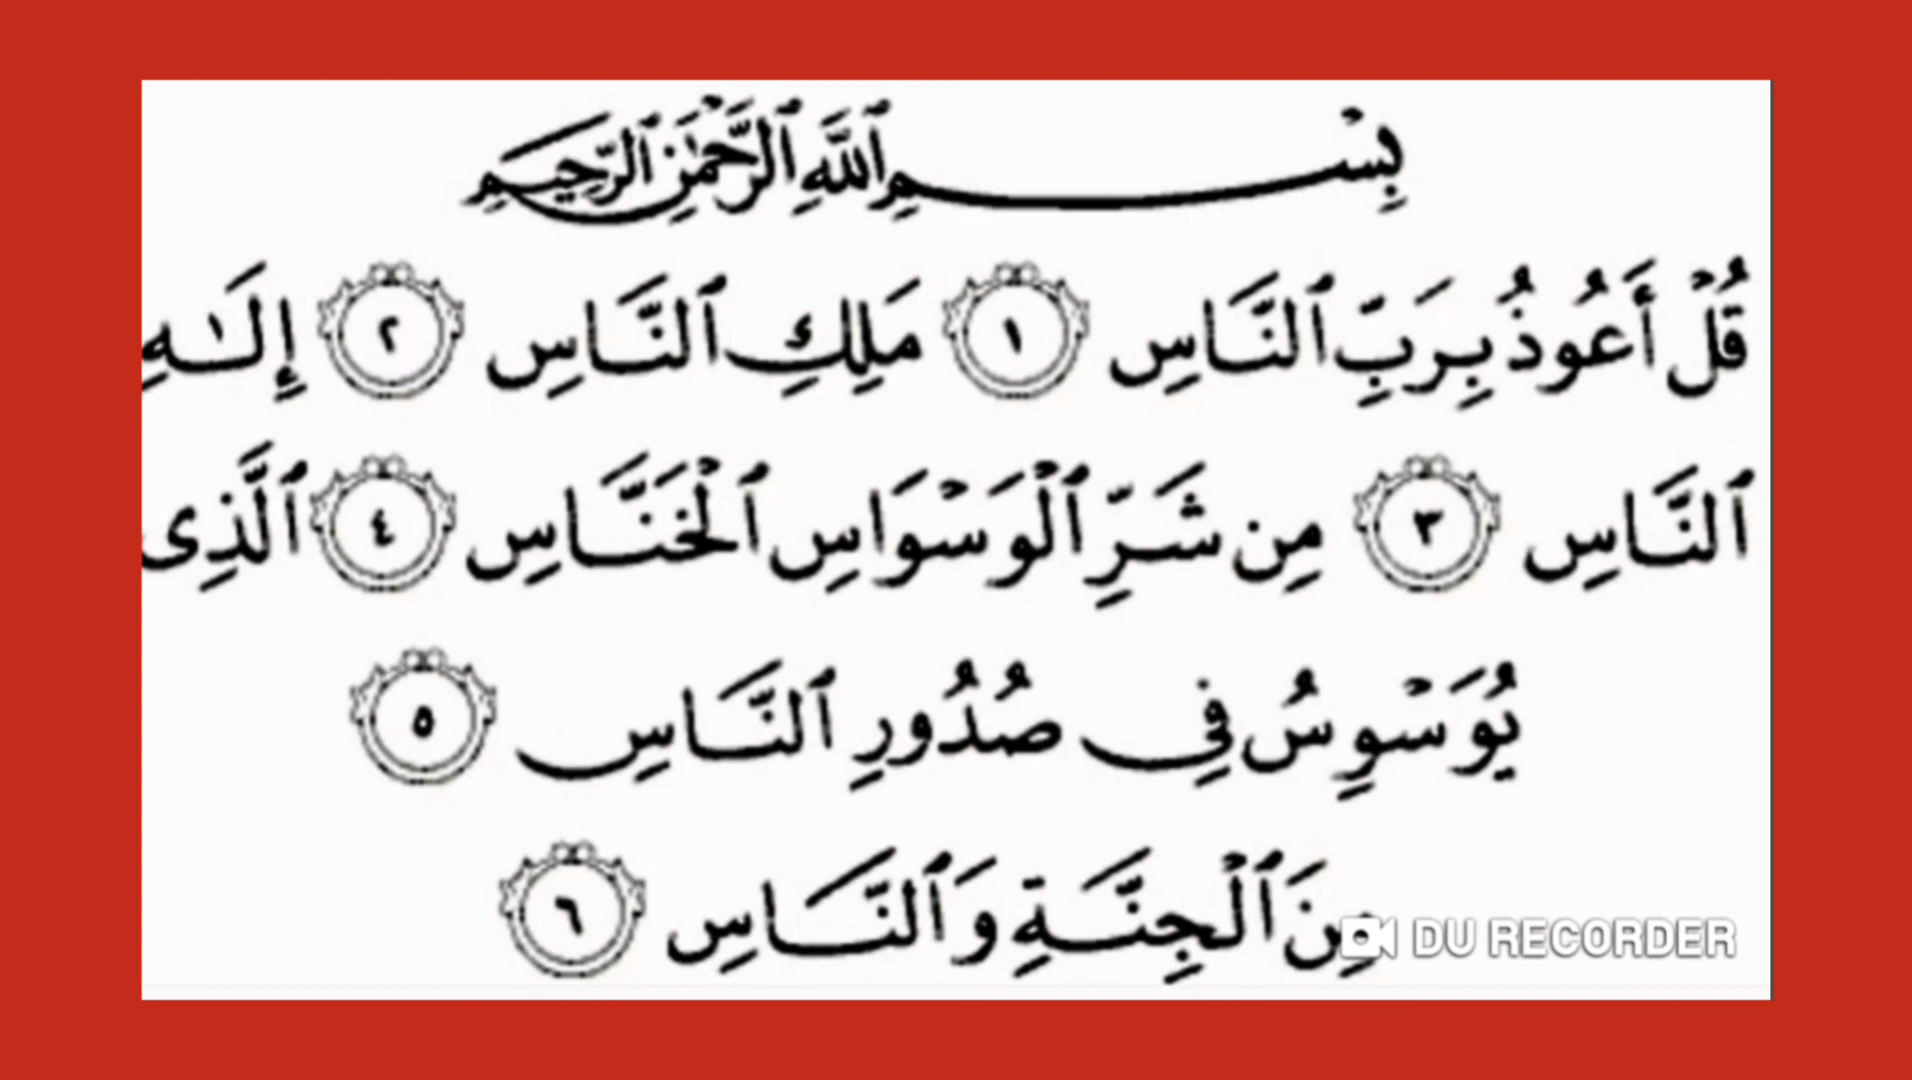 بِسْمِ ٱللَّهِ ٱلرَّحْمَٰنِ ٱلرَّحِيمِ
قُلْ أَعُوذُ بِرَبِّ ٱلنَّاسِ ١ مَلِكِ ٱلنَّاسِ ٢ إِلَٰهِ
ٱلنَّاسِ ٣ مِن شَرِّ ٱلْوَسْوَاسِ ٱلْخَنَّاسِ ٤ ٱلَّذِى
يُوَسْوِسُ فِى صُدُورِ ٱلنَّاسِ ٥
مِنَ ٱلْجِنَّةِ وَٱلنَّاسِ ٦
DU RECORDER